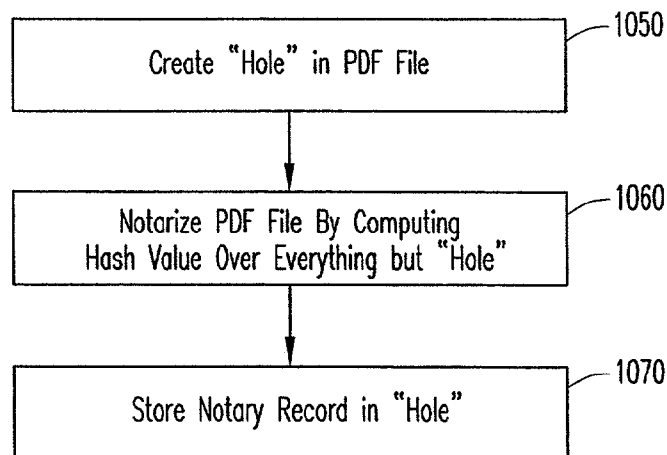 1050
Create “Hole” in PDF File
1060
Notarize PDF File By Computing
Hash Value Over Everything but “Hole”
1070
Store Notary Record in “Hole”